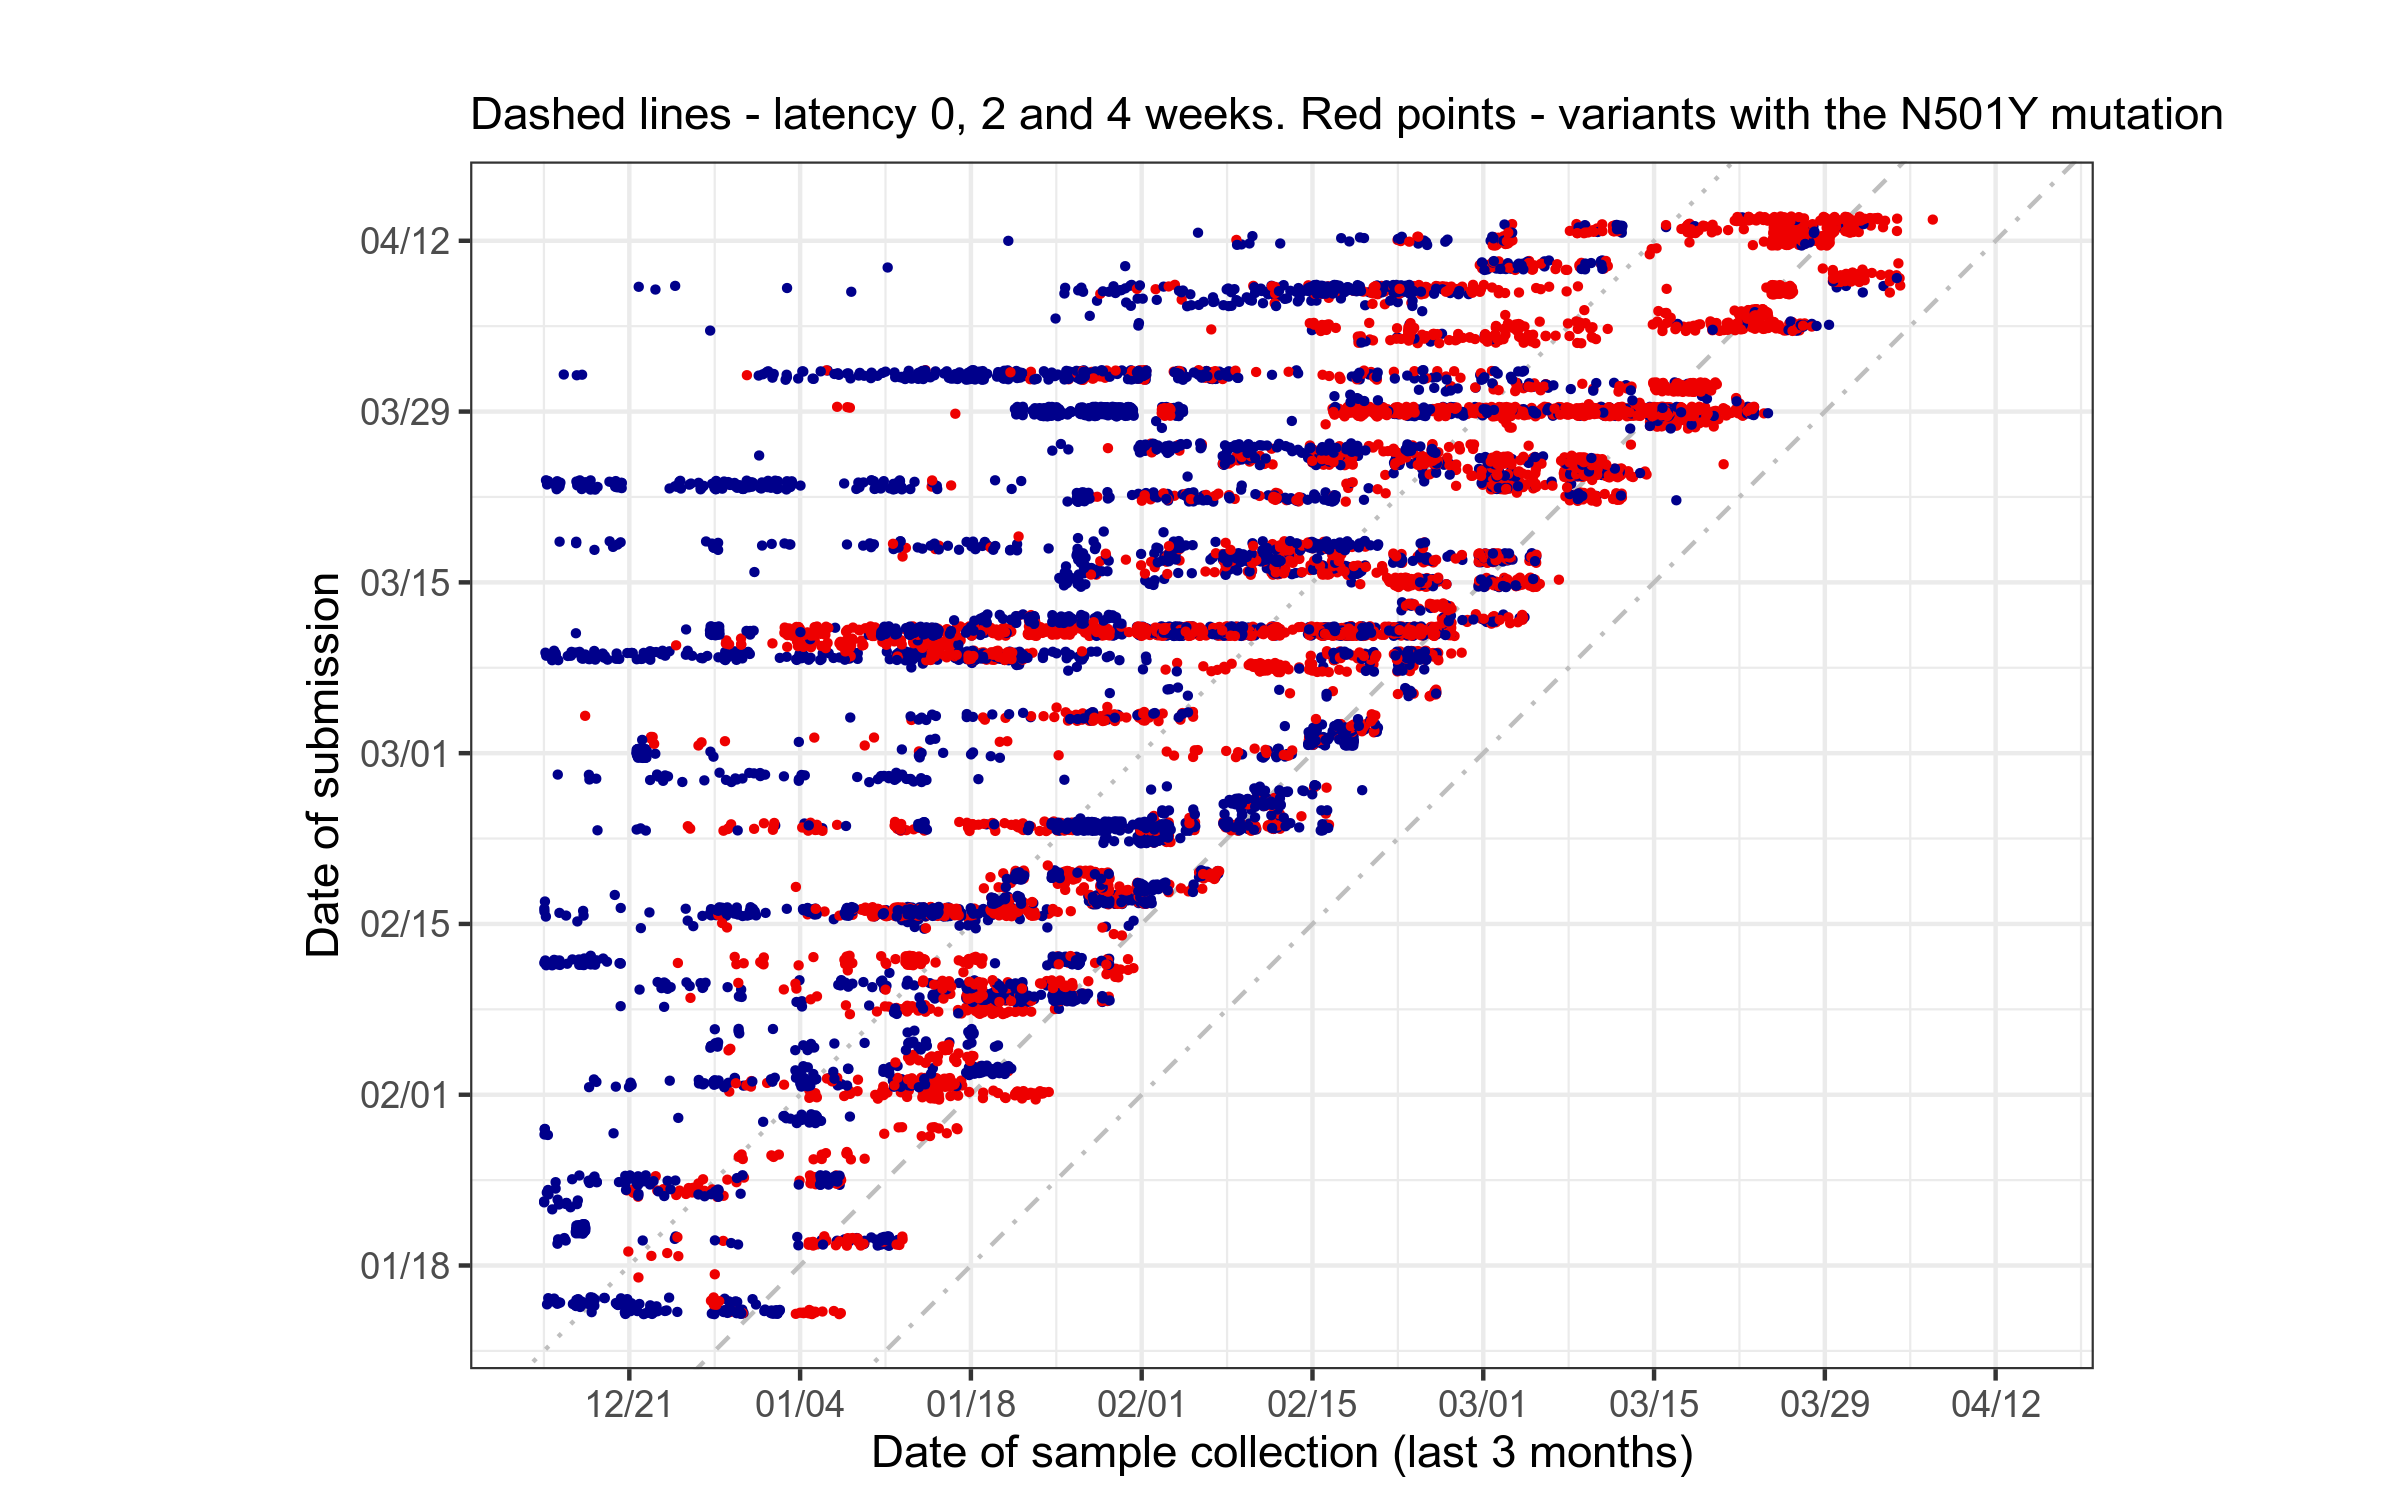 Dashed lines - latency 0, 2 and 4 weeks. Red points - variants with the N501Y mutation
Date of submission
04/12
03/29
03/15
03/01
02/15
02/01
01/18
12/21 01/04 01/18 02/01 02/15 03/01 03/15 03/29 04/12
Date of sample collection (last 3 months)